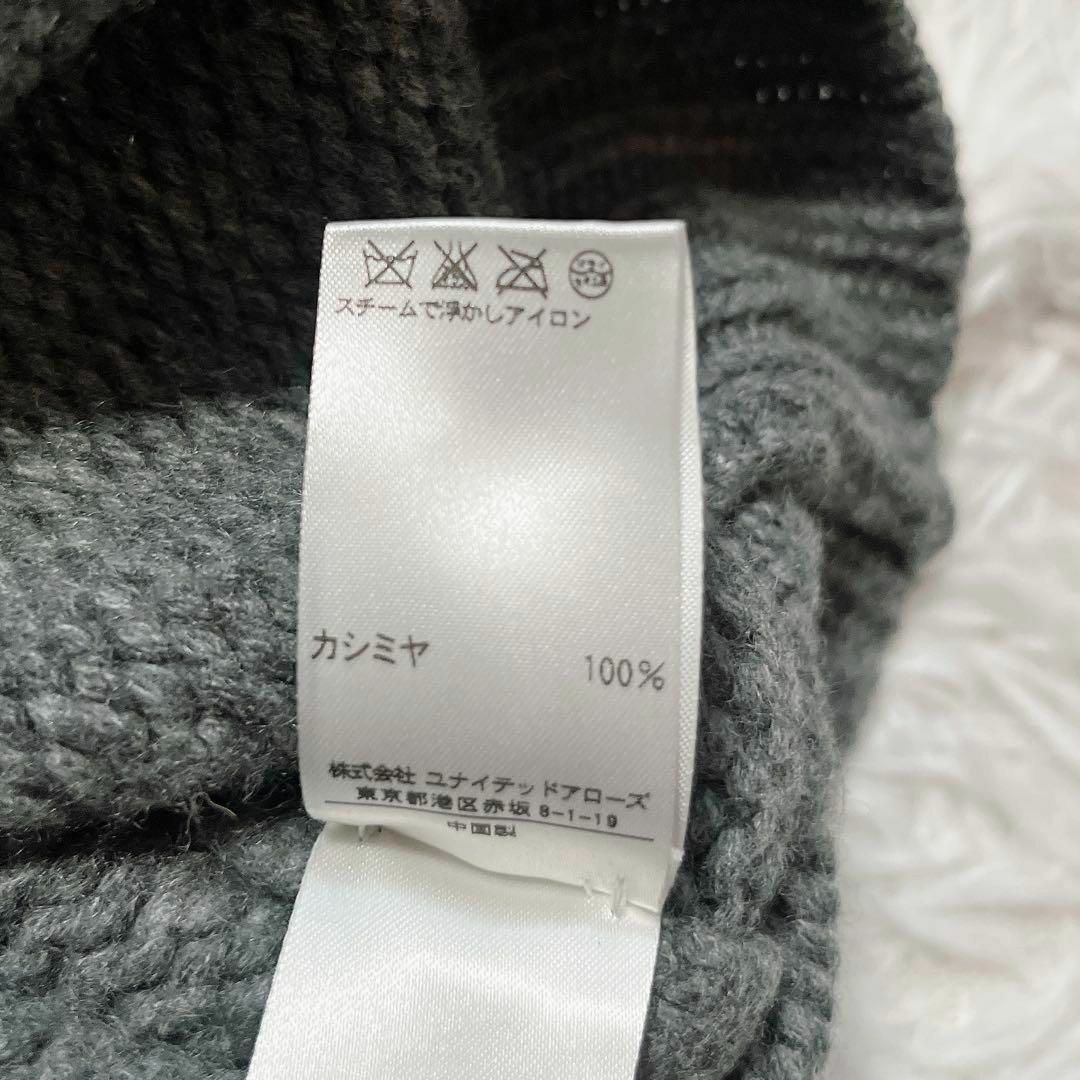 スチームで浮かしアイロン
カシミヤ 100%
株式会社 ユナイテッドアローズ
東京都港区赤坂 8-1-19
中国製